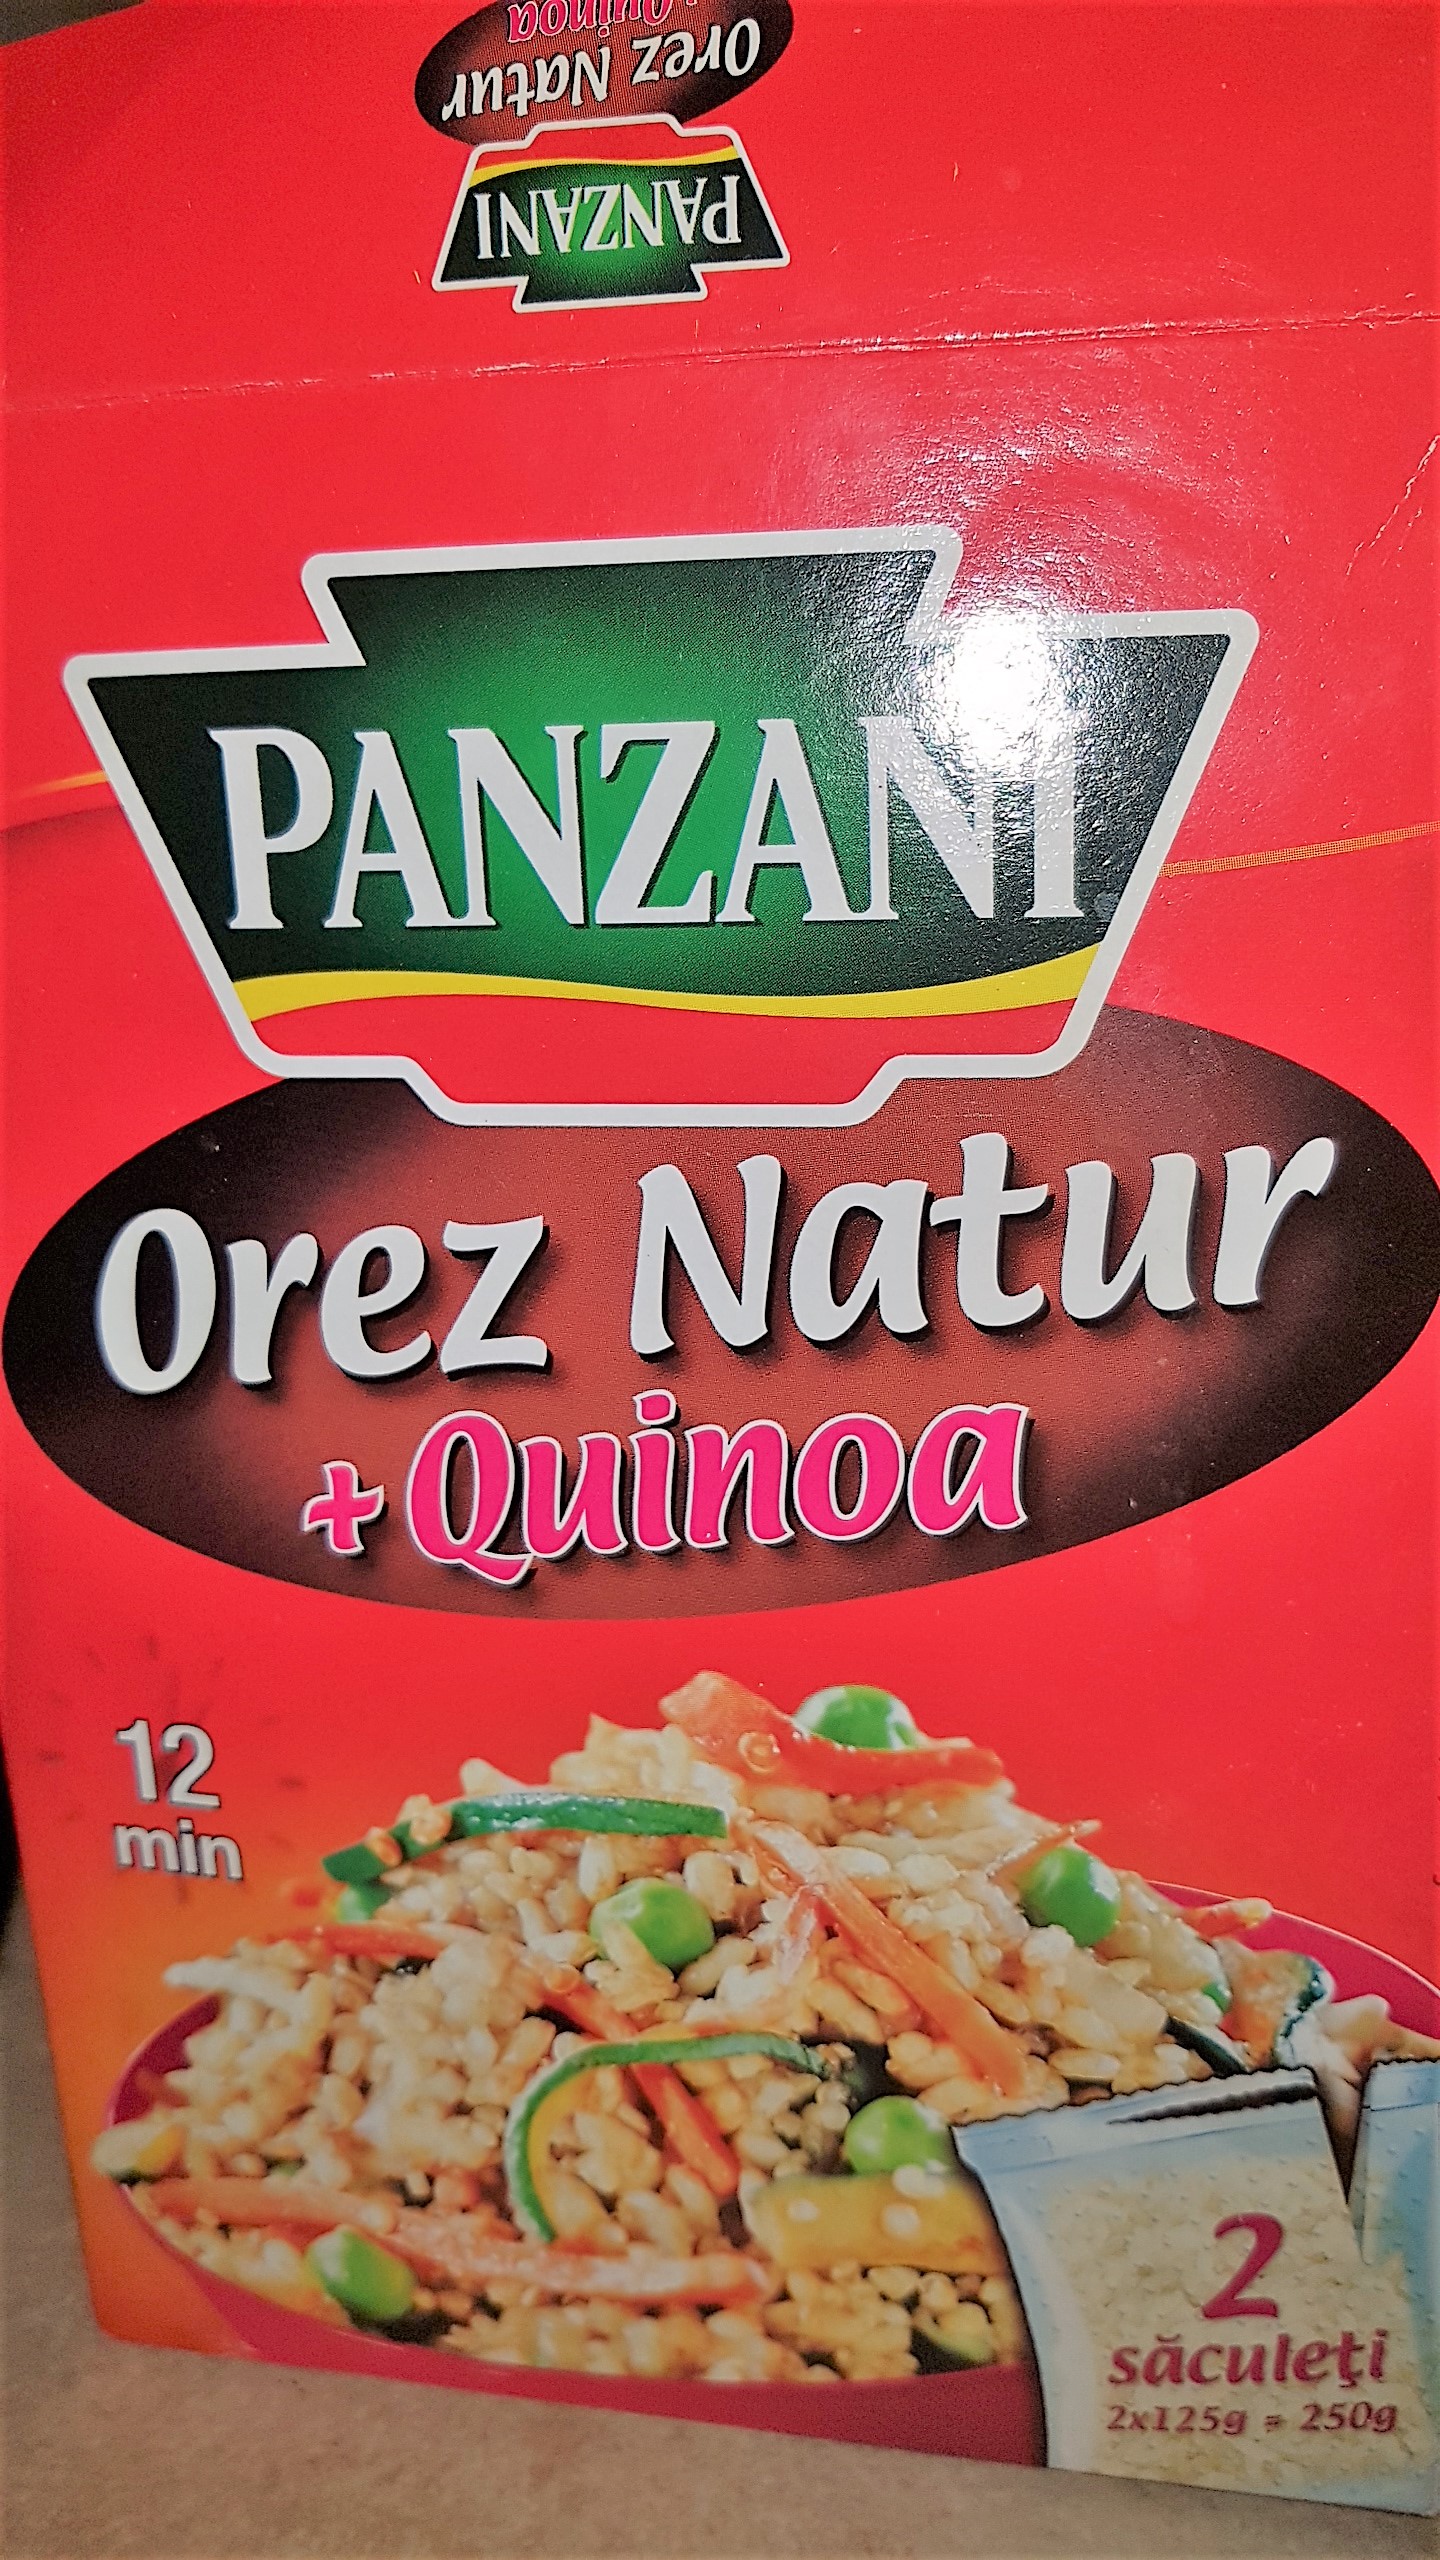 + Quinoa
Orez Natur
PANZANI
PANZANI
Orez Natur
+ Quinoa
12
min
2
săculeţi
2x125g = 250g